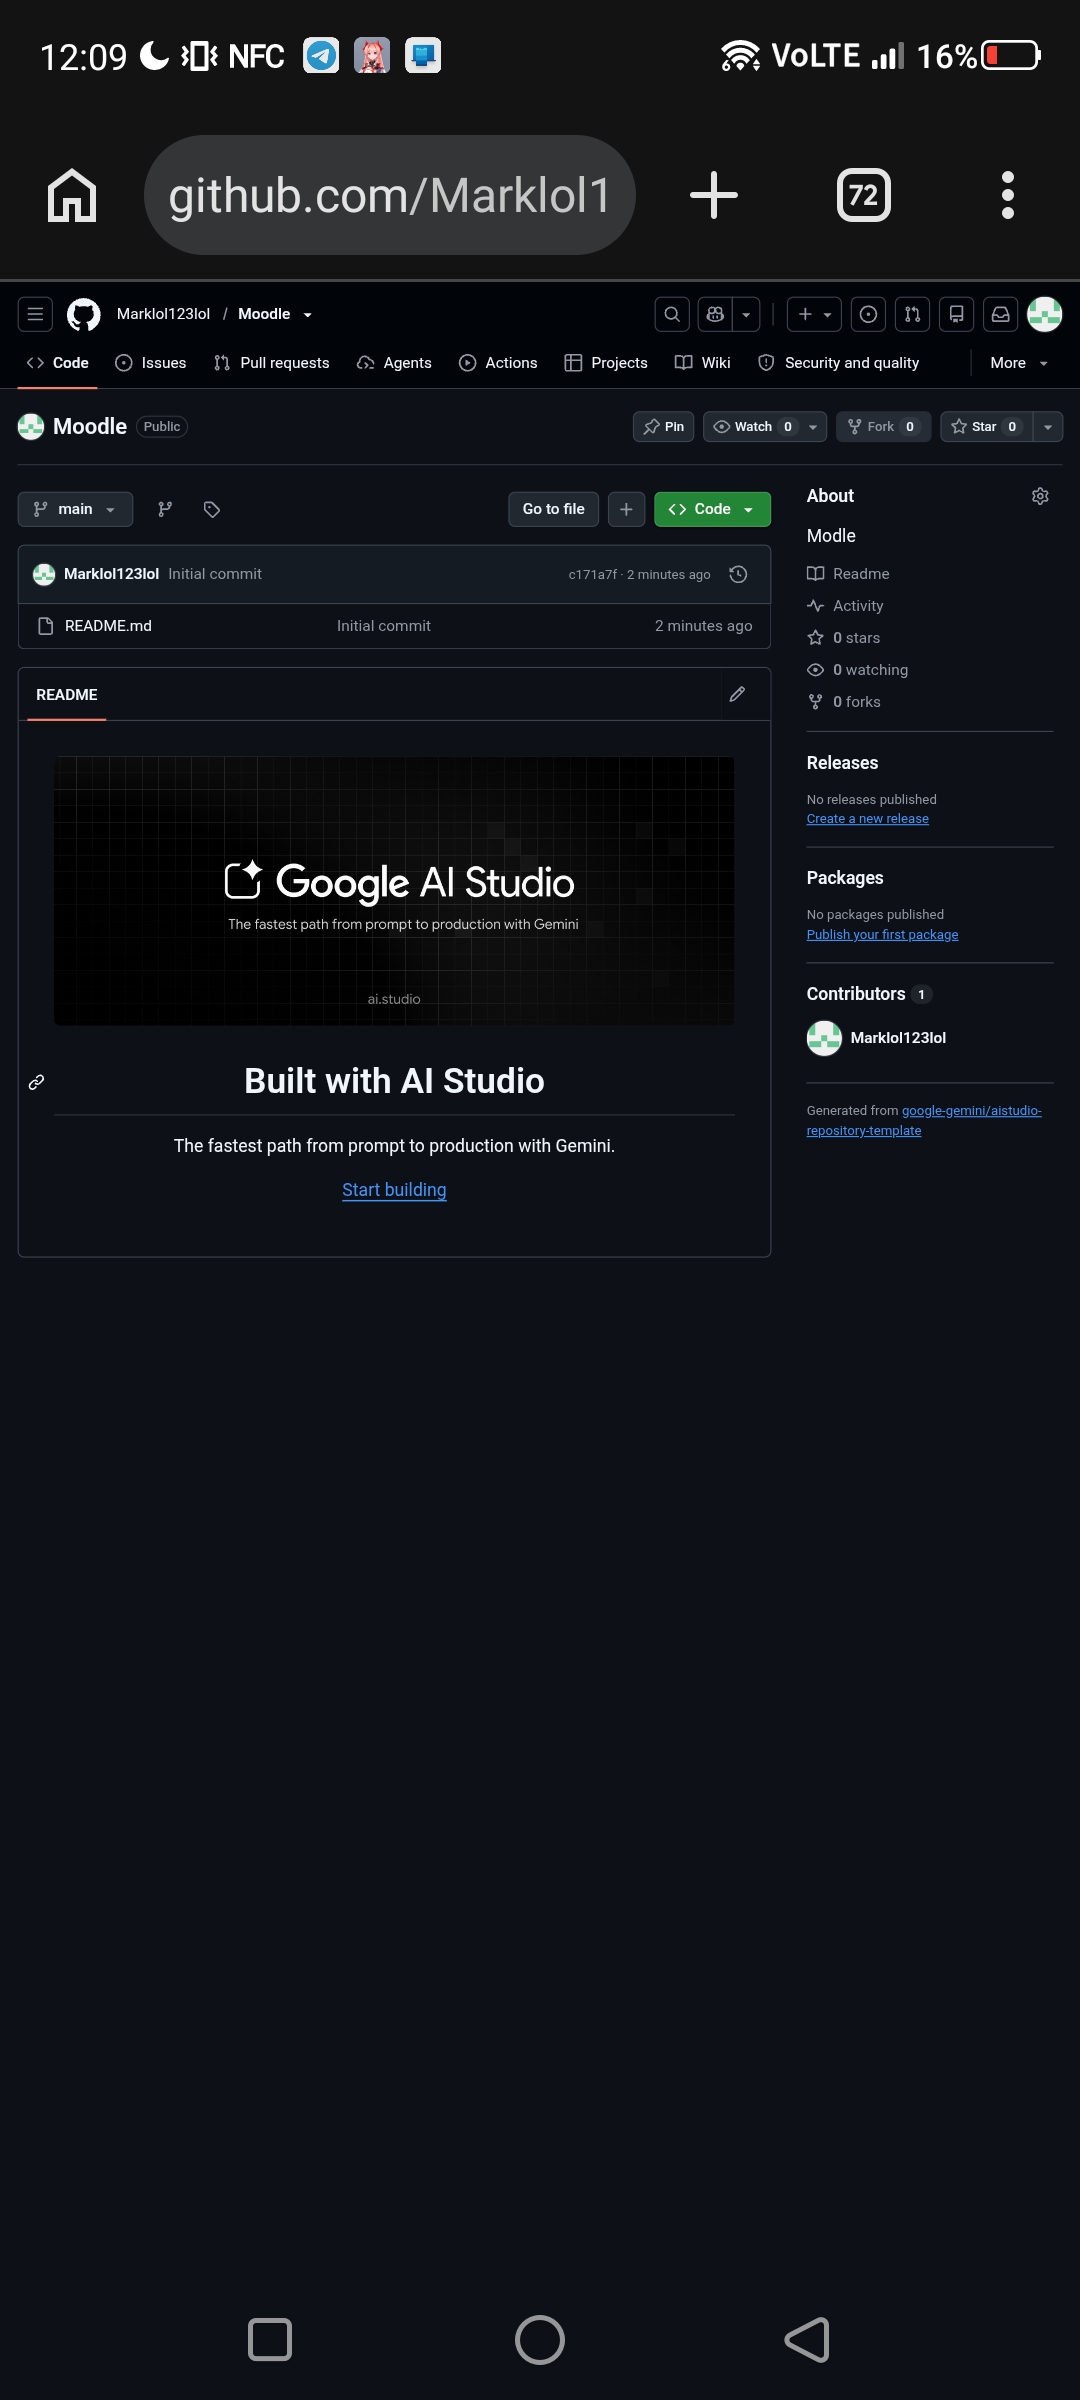 12:09 NFC VoLTE 16%
github.com/Marklol1 72
Marklol123lol / Moodle
Code Issues Pull requests Agents Actions Projects Wiki Security and quality More
Moodle Public Pin Watch 0 Fork 0 Star 0
main Go to file Code
Marklol123lol Initial commit c171a7f · 2 minutes ago
README.md Initial commit 2 minutes ago
README
Google AI Studio
The fastest path from prompt to production with Gemini
ai.studio
Built with AI Studio
The fastest path from prompt to production with Gemini.
Start building
About
Modle
Readme
Activity
0 stars
0 watching
0 forks
Releases
No releases published
Create a new release
Packages
No packages published
Publish your first package
Contributors 1
Marklol123lol
Generated from google-gemini/aistudio-
repository-template